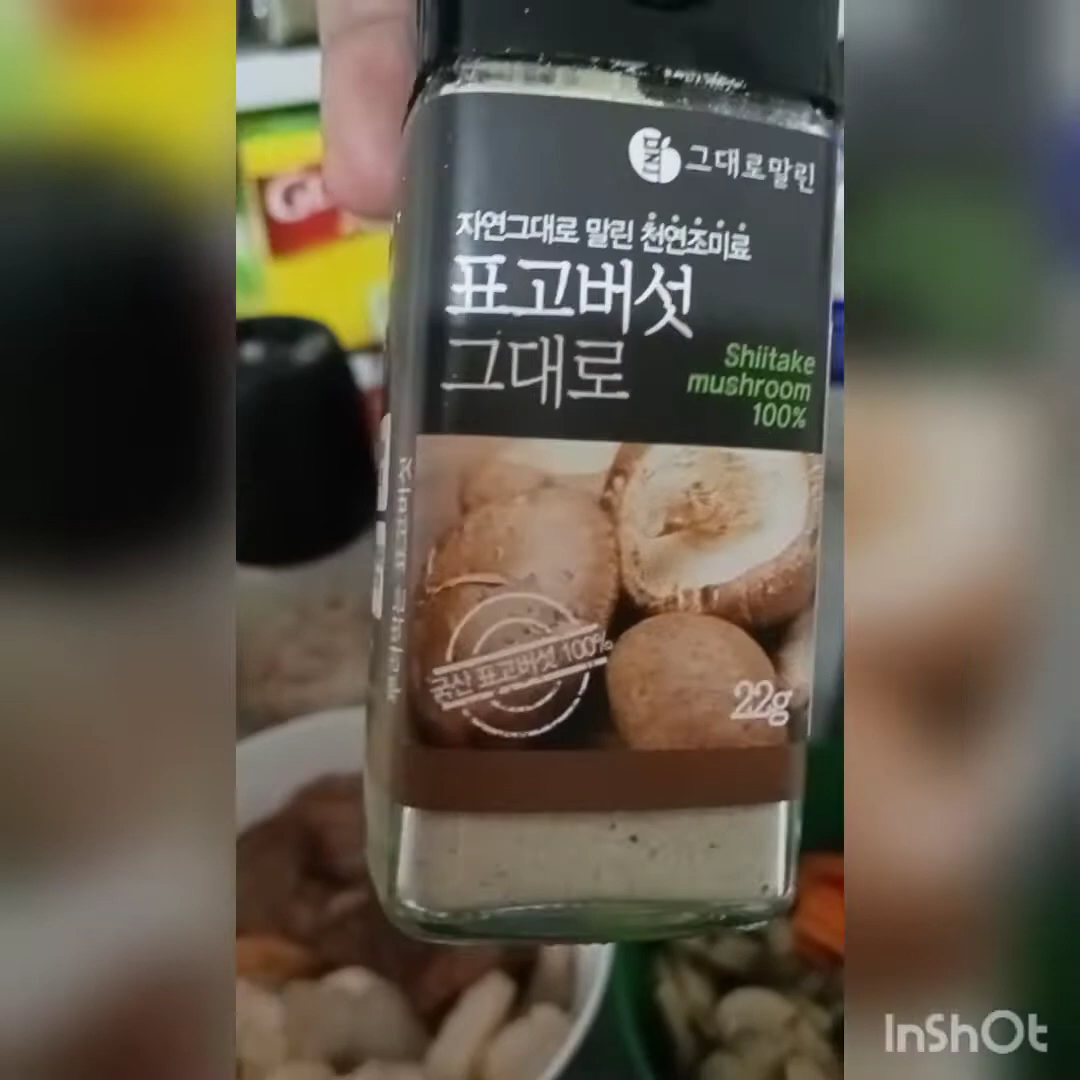 그대로말린
자연그대로 말린 천연조미료
표고버섯
그대로
Shiitake
mushroom
100%
국산 표고버섯 100%
22g
InShOt